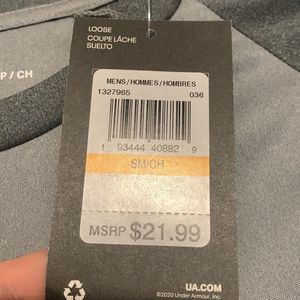 LOOSE
COUPE LÂCHE
SUELTO
P / CH
MENS/HOMMES/HOMBRES
1327965 036
1 93444 40882 9
SM/CH
MSRP $21.99
UA.COM
©2020 Under Armour, Inc.